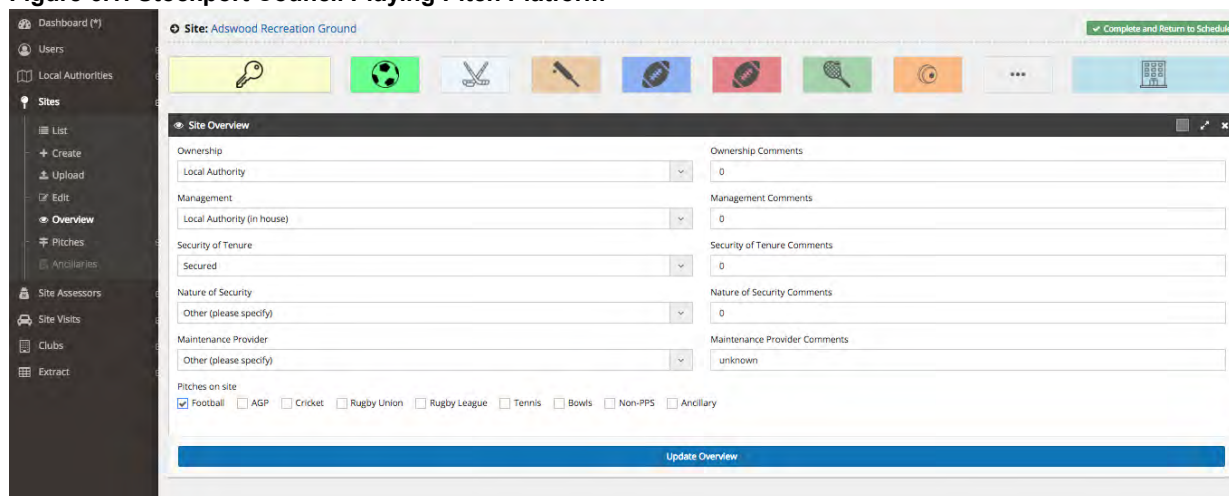 Figure Stockport Council Playing Pitch Platform
Dashboard (*)
Users
Local Authorities
Sites
List
+ Create
Upload
Edit
Overview
Pitches
Ancillaries
Site Assessors
Site Visits
Clubs
Extract
Site: Adswood Recreation Ground
Complete and Return to Schedul
Site Overview
Ownership
Local Authority
Ownership Comments
0
Management
Local Authority (in house)
Management Comments
0
Security of Tenure
Secured
Security of Tenure Comments
0
Nature of Security
Other (please specify)
Nature of Security Comments
0
Maintenance Provider
Other (please specify)
Maintenance Provider Comments
unknown
Pitches on site
Football AGP Cricket Rugby Union Rugby League Tennis Bowls Non-PPS Ancillary
Update Overview